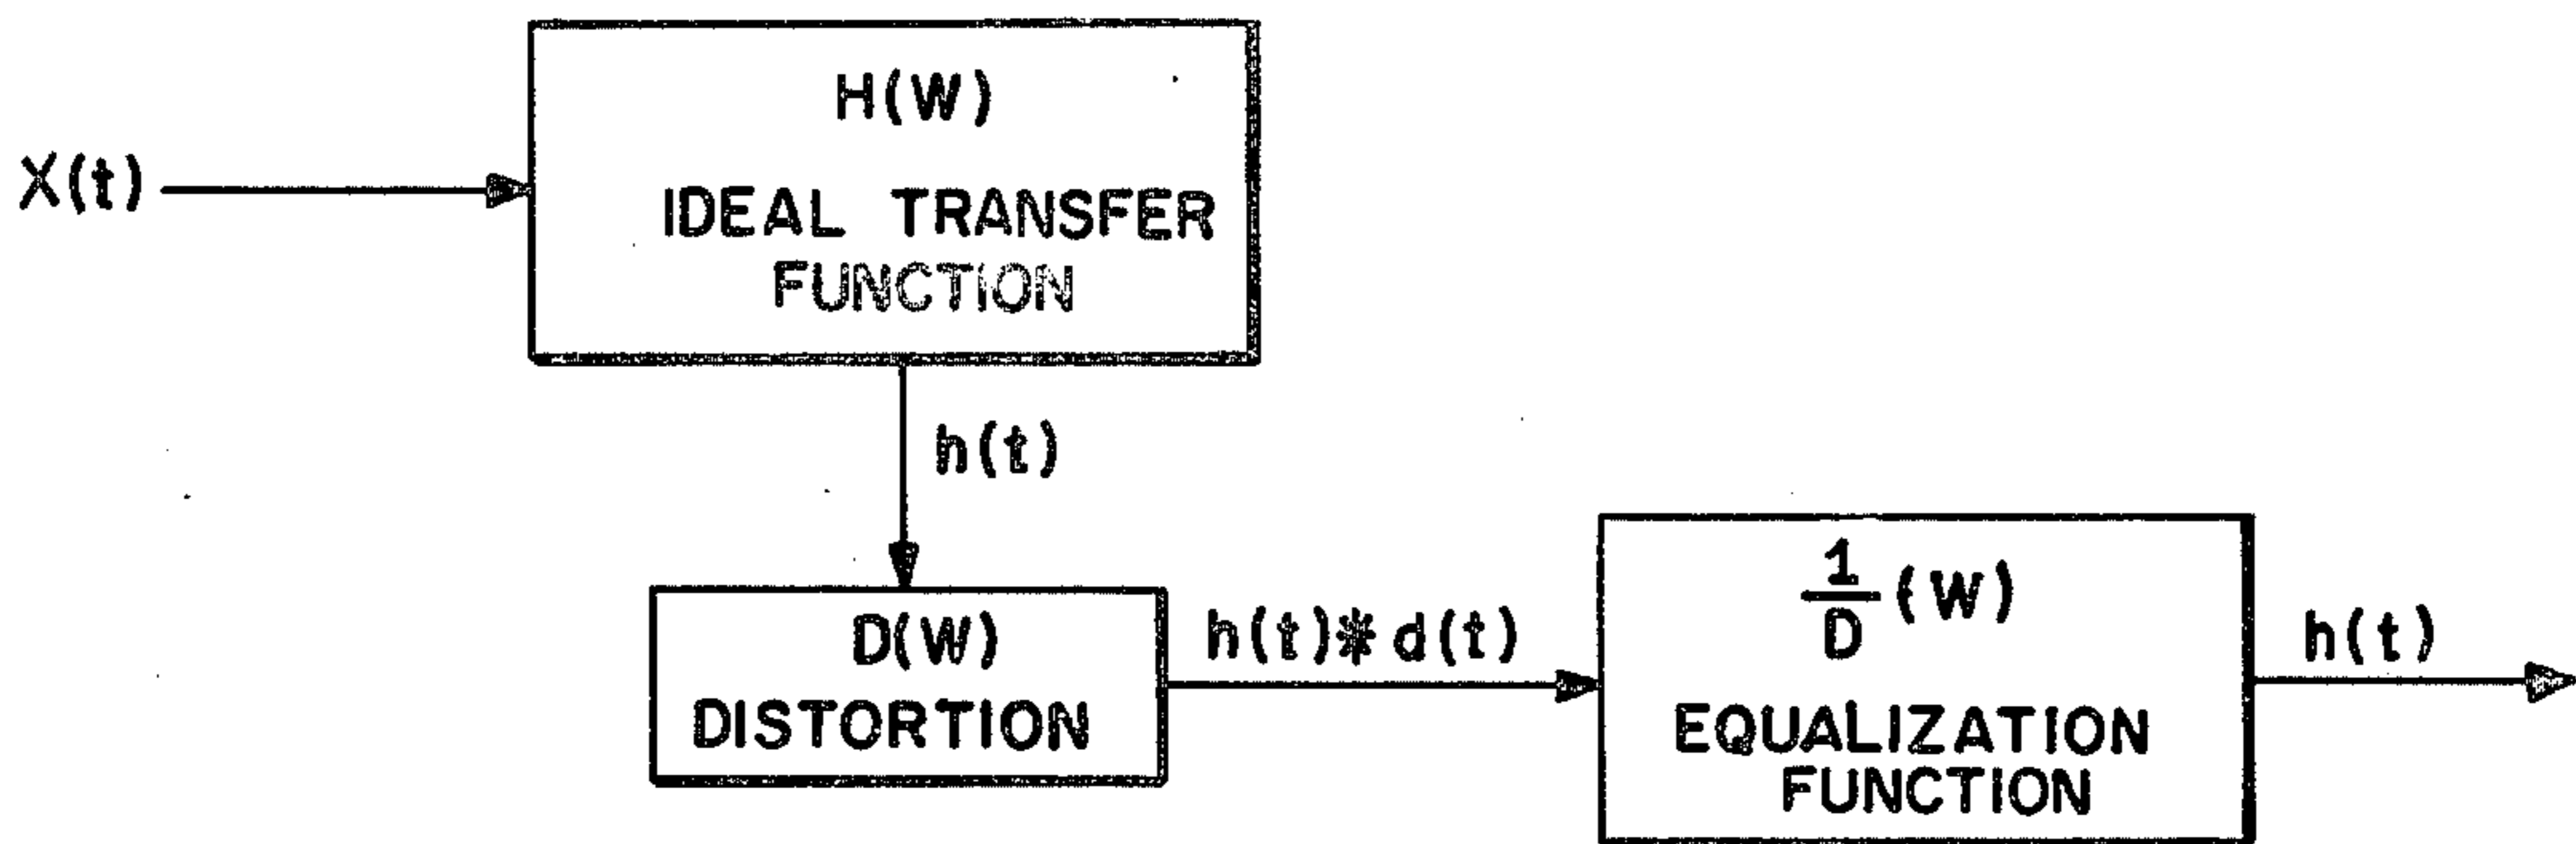 H(W)
X(t)
IDEAL TRANSFER
FUNCTION
h(t)
D(W)
DISTORTION
h(t)*d(t)
1/D (W)
EQUALIZATION
FUNCTION
h(t)